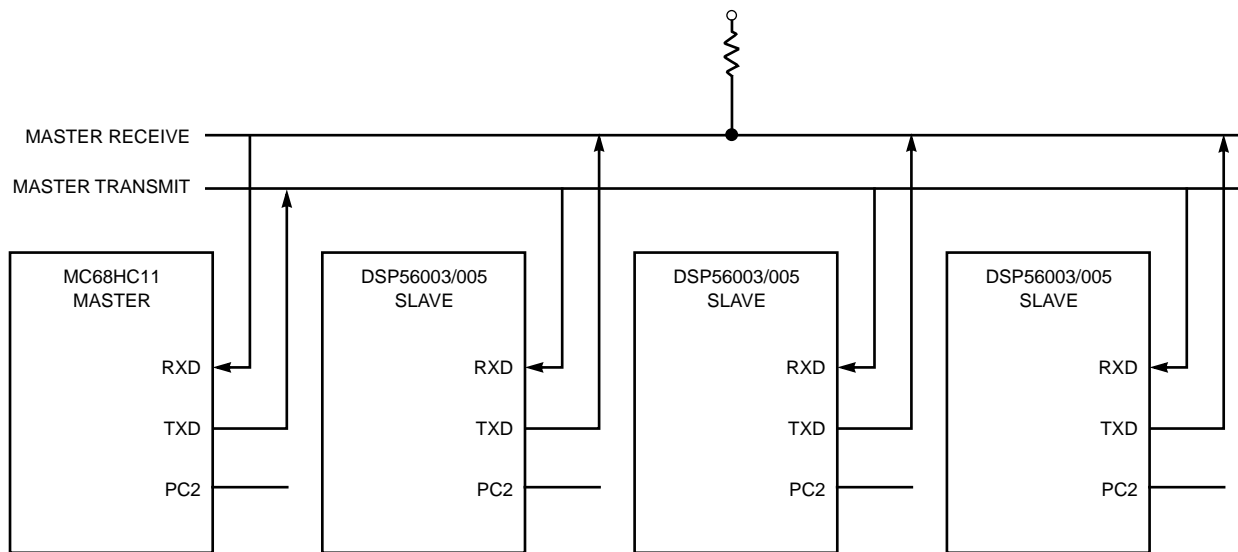 MASTER RECEIVE
MASTER TRANSMIT
MC68HC11
MASTER
RXD
TXD
PC2
DSP56003/005
SLAVE
RXD
TXD
PC2
DSP56003/005
SLAVE
RXD
TXD
PC2
DSP56003/005
SLAVE
RXD
TXD
PC2